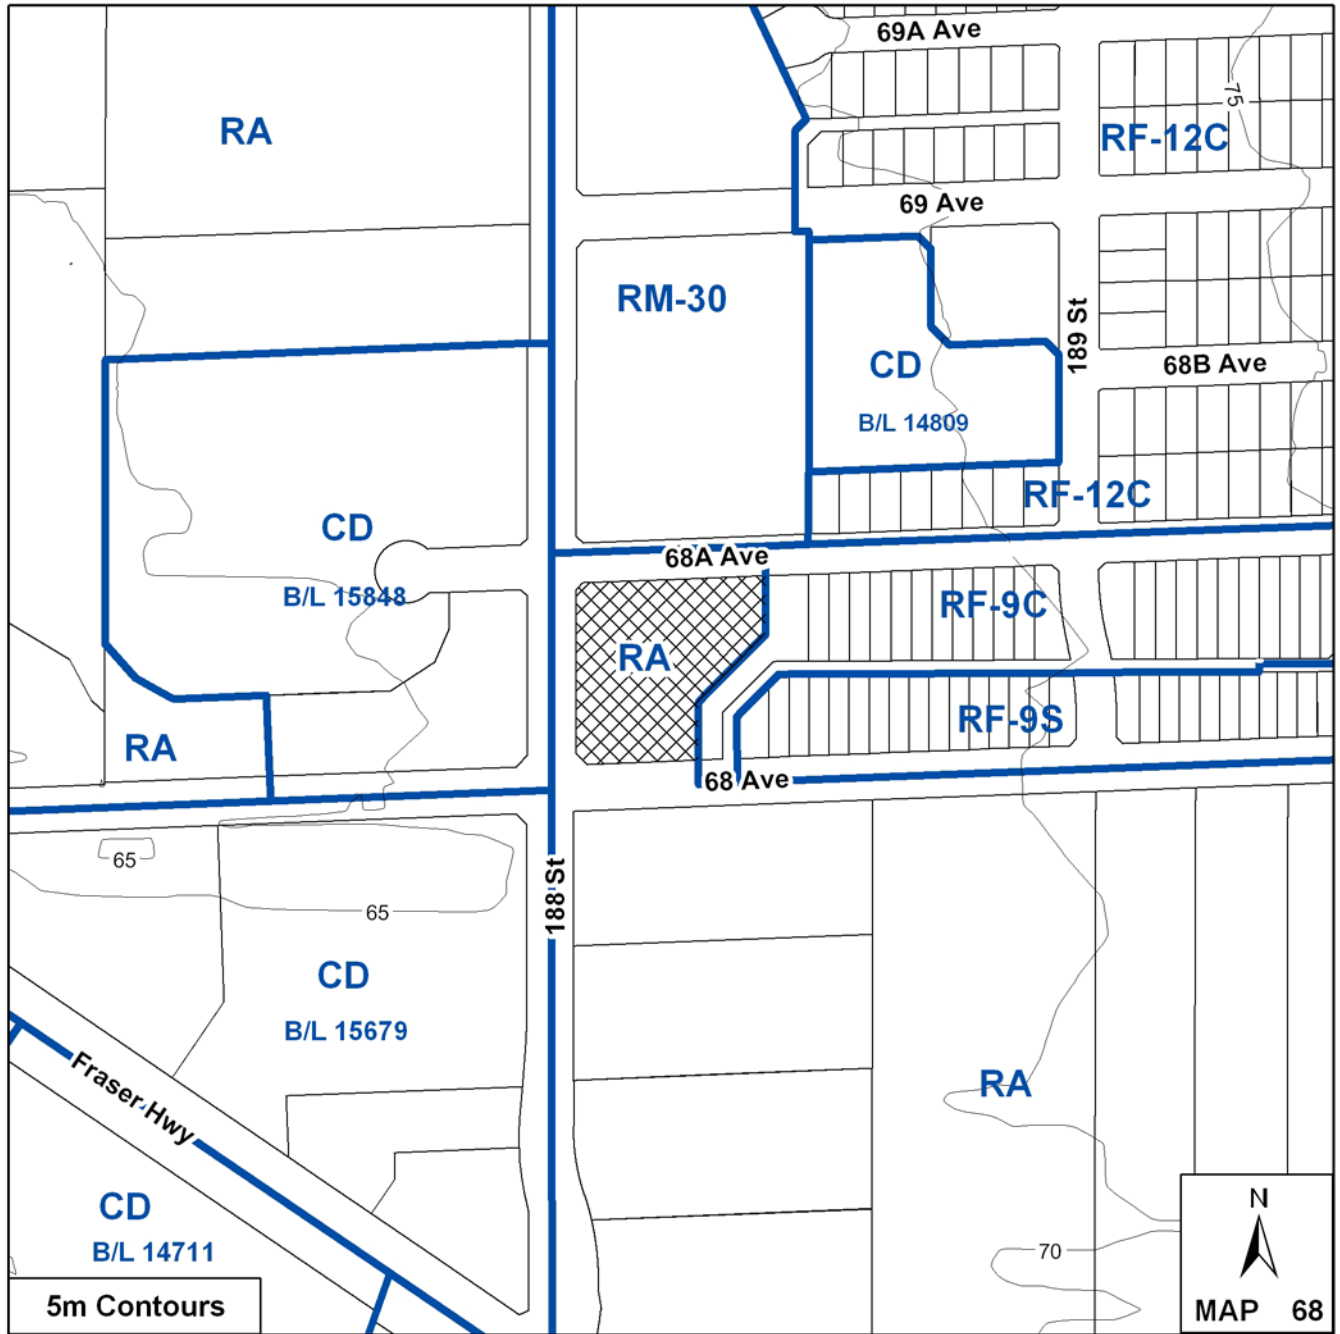 69A Ave
75
RA
RF-12C
69 Ave
RM-30
189 St
68B Ave
CD
B/L 14809
RF-12C
CD
B/L 15848
68A Ave
RF-9C
RA
RF-9S
RA
68 Ave
65
65
188 St
CD
B/L 15679
Fraser Hwy
RA
CD
B/L 14711
70
N
MAP 68
5m Contours